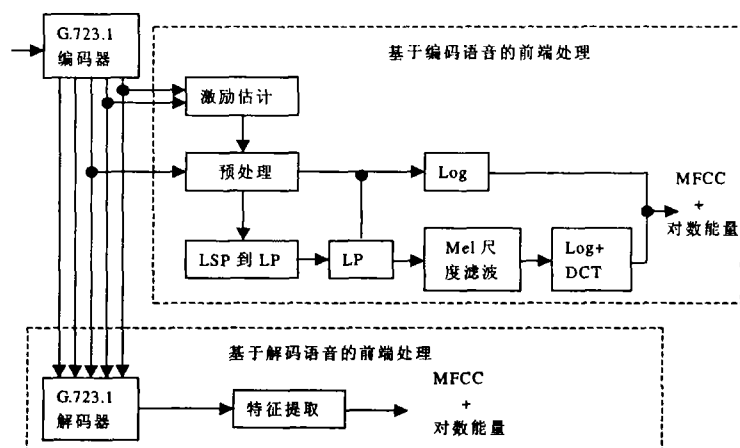 G.723.1
编码器
基于编码语音的前端处理
激励估计
预处理
Log
MFCC
+
对数能量
LSP 到 LP
LP
Mel 尺
度滤波
Log+
DCT
基于解码语音的前端处理
G.723.1
解码器
特征提取
MFCC
+
对数能量